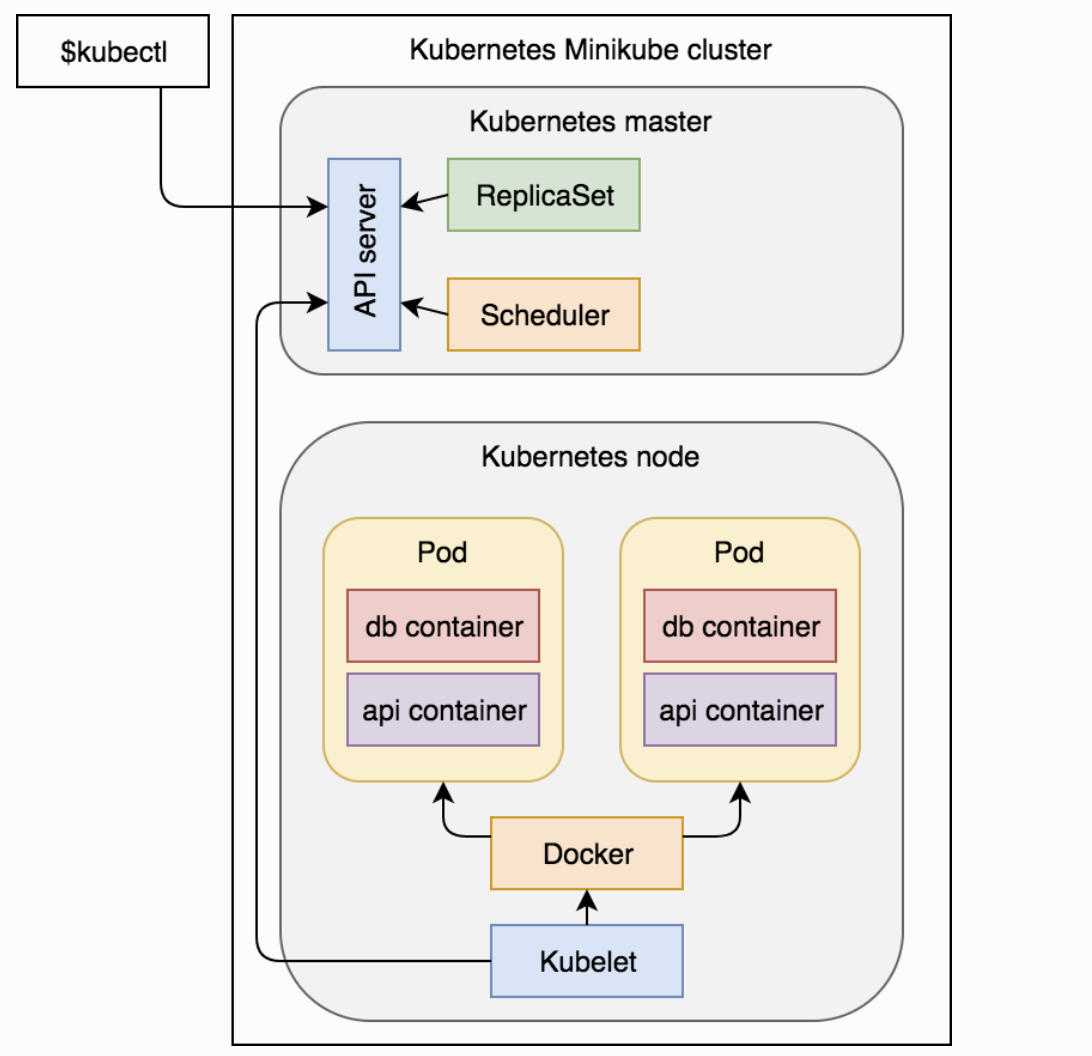 $kubectl
Kubernetes Minikube cluster
Kubernetes master
API server
ReplicaSet
Scheduler
Kubernetes node
Pod
db container
api container
Pod
db container
api container
Docker
Kubelet